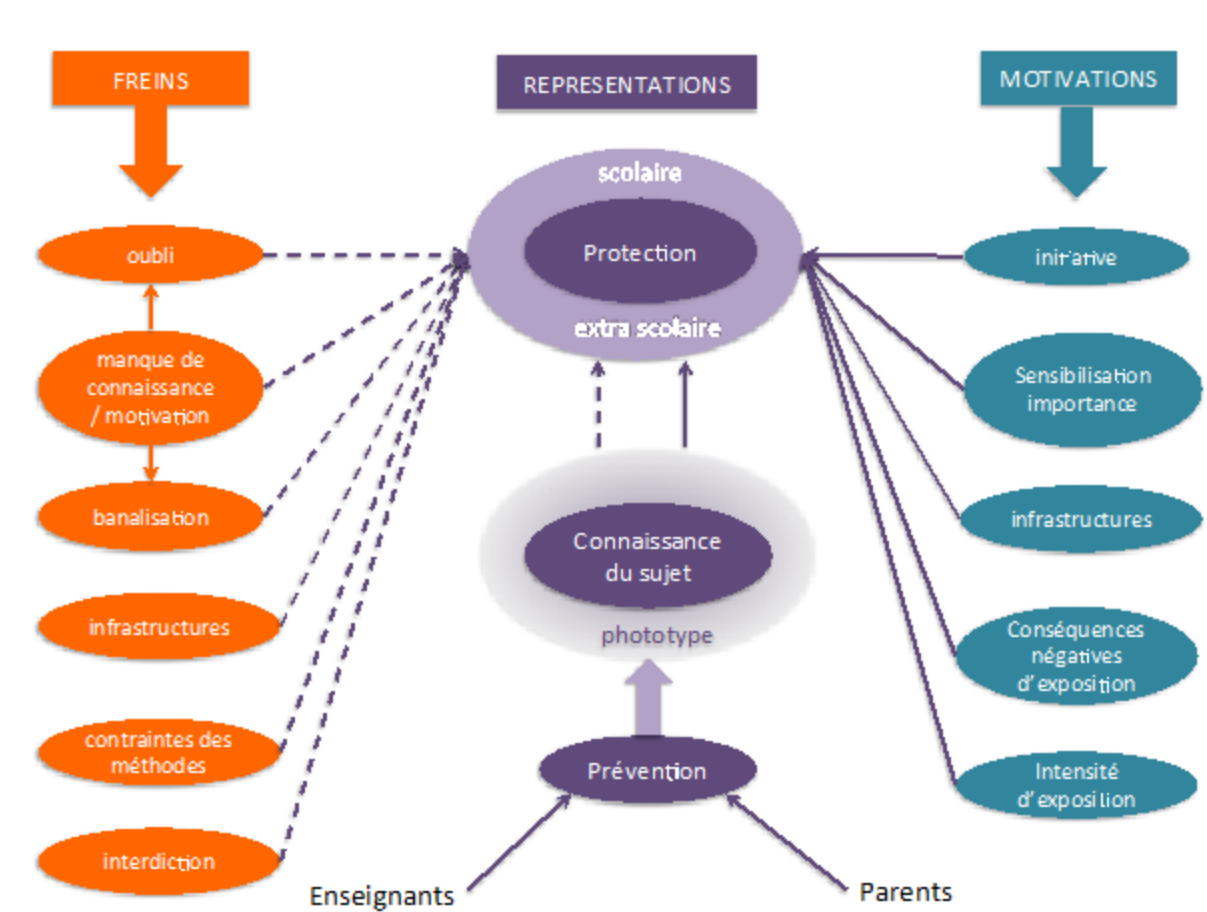 FREINS
REPRESENTATIONS
MOTIVATIONS
scolaire
Protection
extra scolaire
oubli
manque de
connaissance
/ motivation
banalisation
infrastructures
contraintes des
méthodes
interdiction
Connaissance
du sujet
phototype
Prévention
Enseignants
Parents
initiative
Sensibilisation
importance
infrastructures
Conséquences
négatives
d'exposition
Intensité
d'exposition